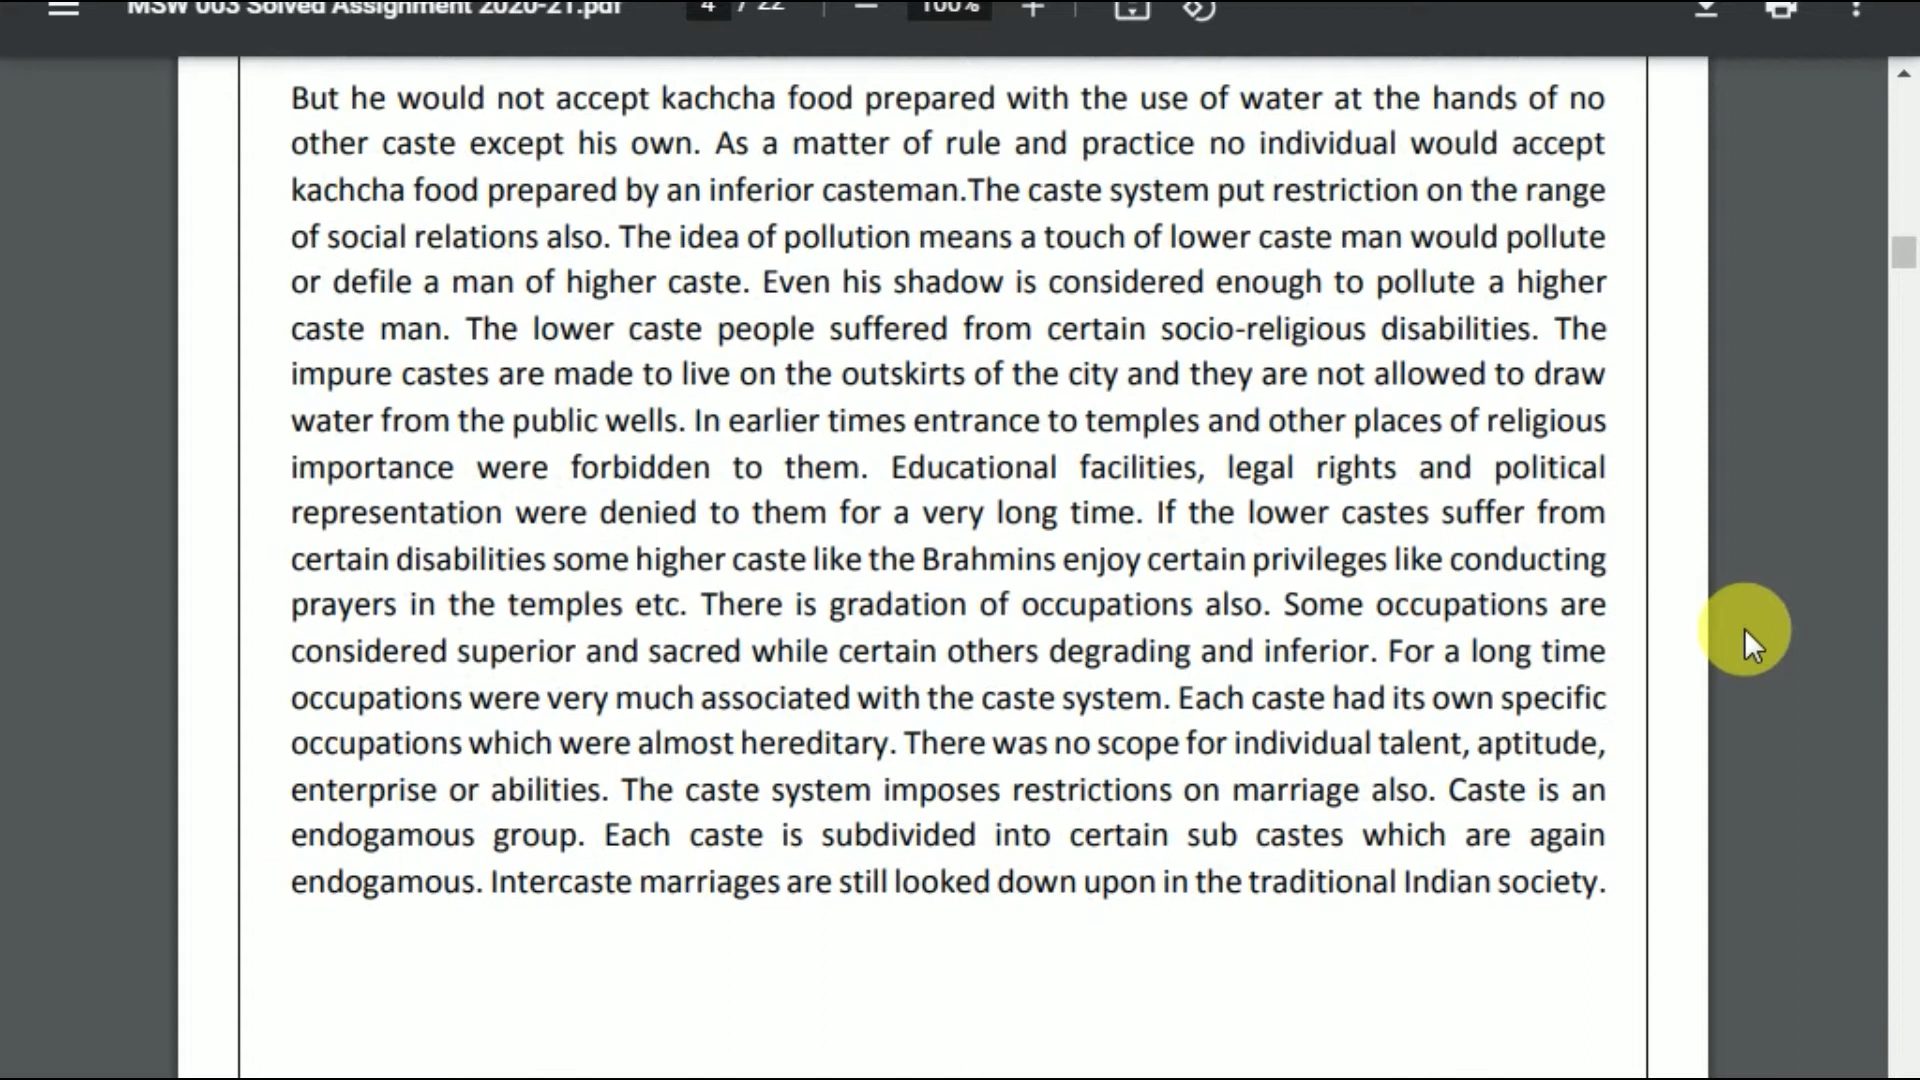 MSW 003 Solved Assignment 2020-21.pdf 4 / 22 100%
But he would not accept kachcha food prepared with the use of water at the hands of no
other caste except his own. As a matter of rule and practice no individual would accept
kachcha food prepared by an inferior casteman.The caste system put restriction on the range
of social relations also. The idea of pollution means a touch of lower caste man would pollute
or defile a man of higher caste. Even his shadow is considered enough to pollute a higher
caste man. The lower caste people suffered from certain socio-religious disabilities. The
impure castes are made to live on the outskirts of the city and they are not allowed to draw
water from the public wells. In earlier times entrance to temples and other places of religious
importance were forbidden to them. Educational facilities, legal rights and political
representation were denied to them for a very long time. If the lower castes suffer from
certain disabilities some higher caste like the Brahmins enjoy certain privileges like conducting
prayers in the temples etc. There is gradation of occupations also. Some occupations are
considered superior and sacred while certain others degrading and inferior. For a long time
occupations were very much associated with the caste system. Each caste had its own specific
occupations which were almost hereditary. There was no scope for individual talent, aptitude,
enterprise or abilities. The caste system imposes restrictions on marriage also. Caste is an
endogamous group. Each caste is subdivided into certain sub castes which are again
endogamous. Intercaste marriages are still looked down upon in the traditional Indian society.